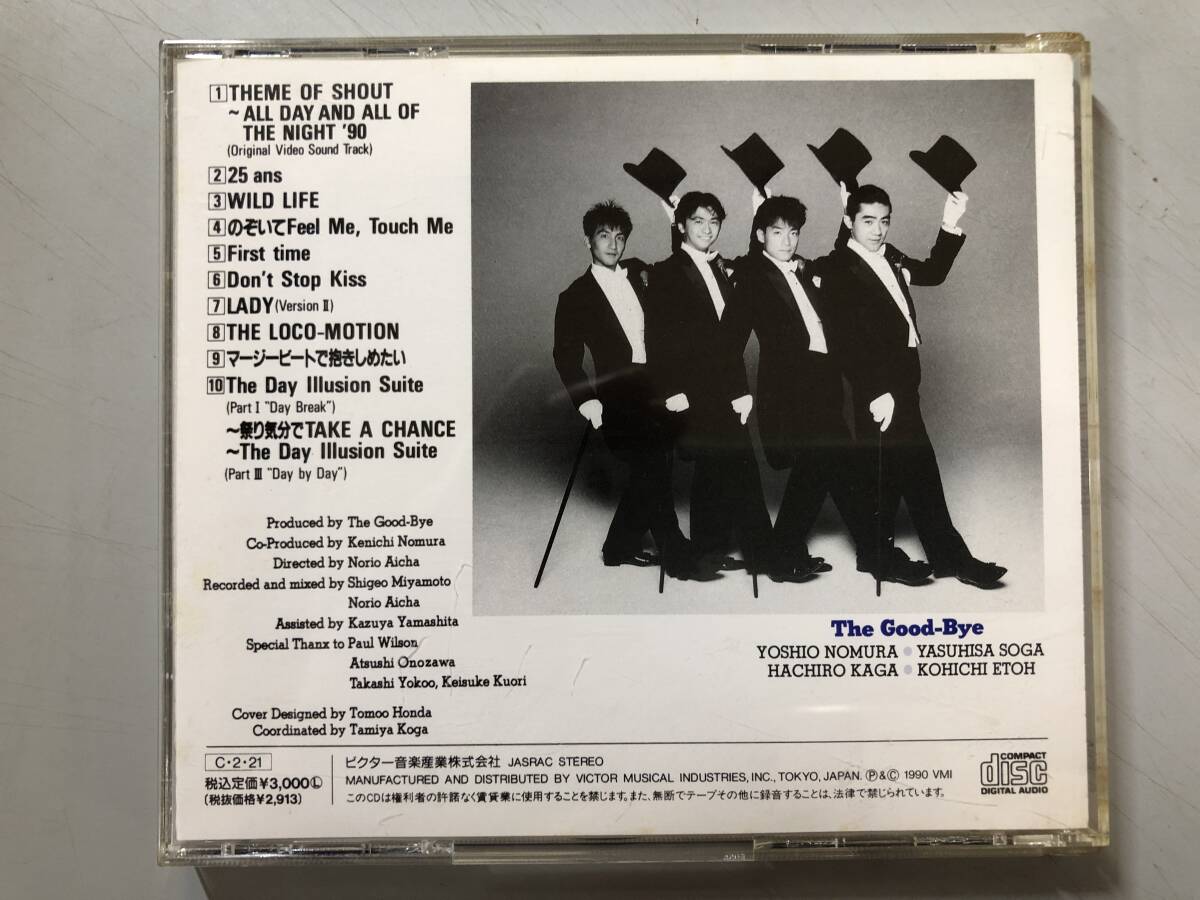 1 THEME OF SHOUT
~ALL DAY AND ALL OF
THE NIGHT '90
(Original Video Sound Track)
2 25 ans
3 WILD LIFE
4 のぞいてFeel Me, Touch Me
5 First time
6 Don't Stop Kiss
7 LADY (Version II)
8 THE LOCO-MOTION
9 マージービートで抱きしめたい
10 The Day Illusion Suite
(Part I "Day Break")
~祭り気分でTAKE A CHANCE
~The Day Illusion Suite
(Part III "Day by Day")
Produced by The Good-Bye
Co-Produced by Kenichi Nomura
Directed by Norio Aicha
Recorded and mixed by Shigeo Miyamoto
Norio Aicha
Assisted by Kazuya Yamashita
Special Thanx to Paul Wilson
Atsushi Onozawa
Takashi Yokoo, Keisuke Kuori
Cover Designed by Tomoo Honda
Coordinated by Tamiya Koga
The Good-Bye
YOSHIO NOMURA ● YASUHISA SOGA
HACHIRO KAGA ● KOHICHI ETOH
C・2・21
税込定価¥3,000Ⓛ
(税抜価格¥2,913)
ビクター音楽産業株式会社 JASRAC STEREO
MANUFACTURED AND DISTRIBUTED BY VICTOR MUSICAL INDUSTRIES, INC., TOKYO, JAPAN. Ⓟ&Ⓒ 1990 VMI
このCDは権利者の許諾なく賃貸業に使用することを禁じます。また、無断でテープその他に録音することは、法律で禁じられています。
COMPACT
disc
DIGITAL AUDIO